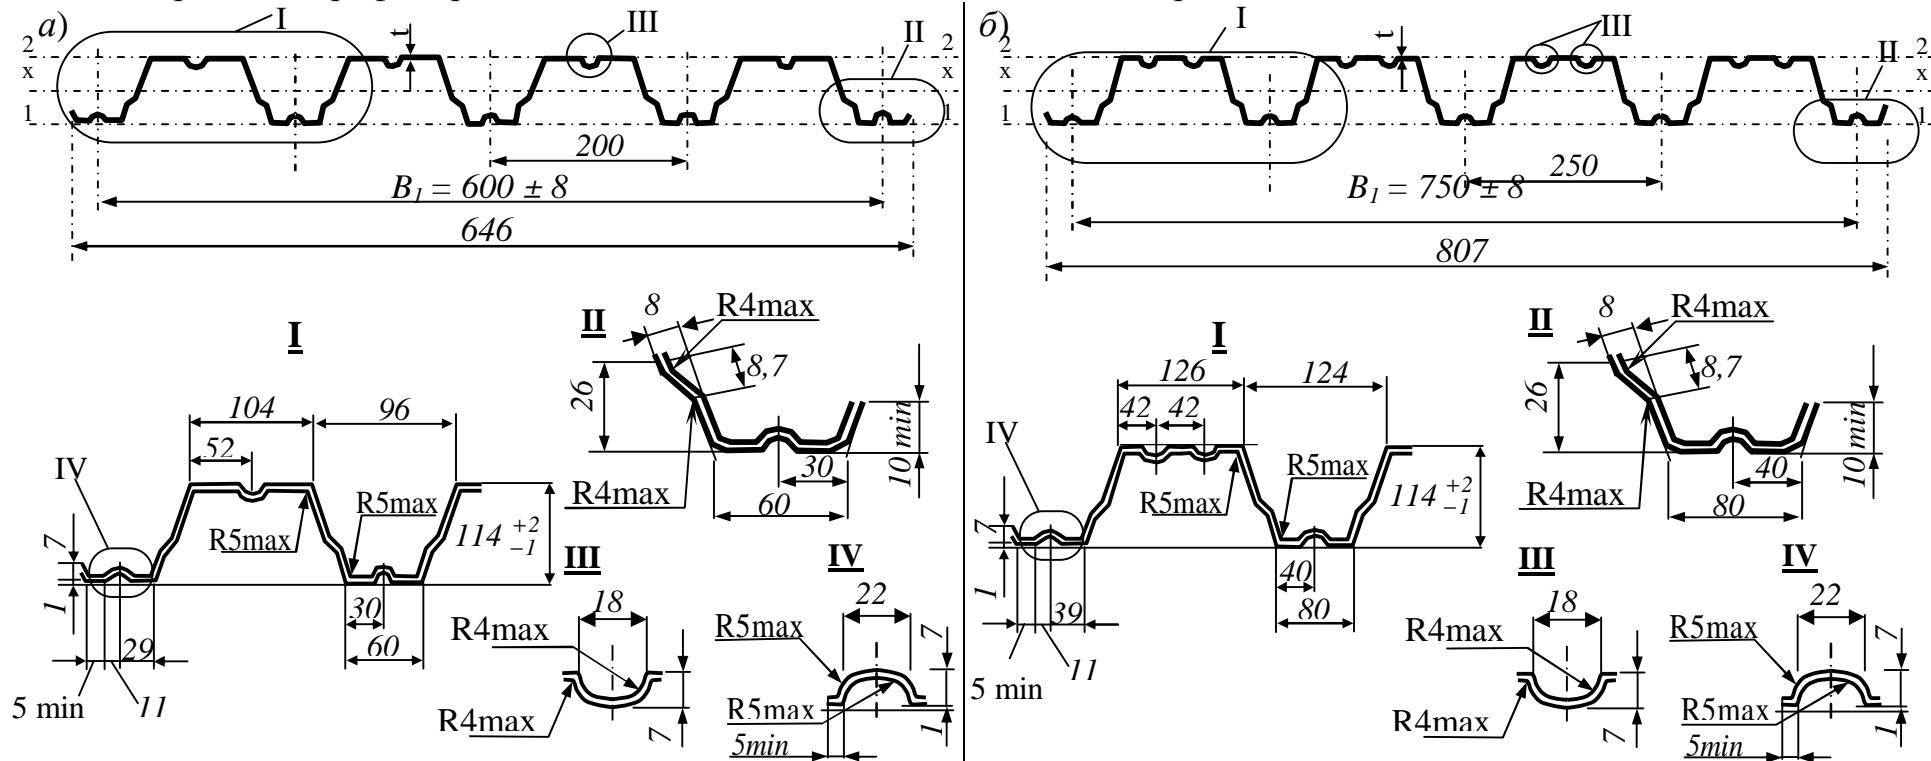 а)
I
III
II
t
2
x
1
2
x
1
200
B₁ = 600 ± 8
646
I
104
96
52
IV
R5max
R5max
114 +2 −1
7
1
30
60
29
11
5 min
II
8
R4max
8,7
26
10 min
30
60
R4max
III
18
R4max
R4max
7
IV
22
R5max
R5max
7
1
5min
б)
I
III
II
t
2
x
1
2
x
1
250
B₁ = 750 ± 8
807
I
126
124
42
42
IV
R5max
R5max
114 +2 −1
7
1
40
80
39
11
5 min
II
8
R4max
8,7
26
10 min
40
80
R4max
III
18
R4max
R4max
7
IV
22
R5max
R5max
7
1
5min